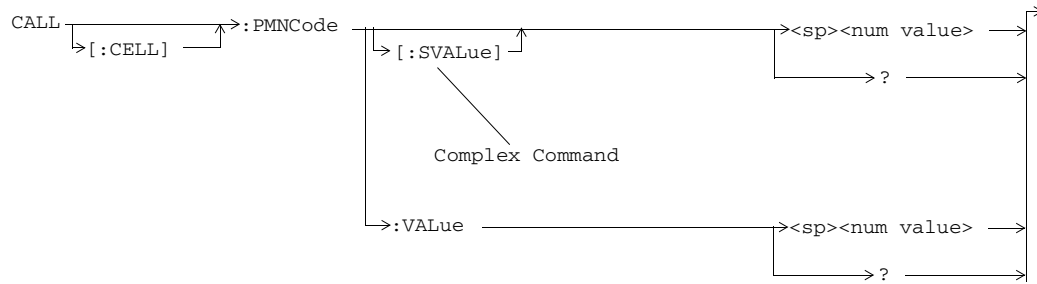 CALL :PMNCode <sp><num value>
[:CELL] [:SVALue]
?
Complex Command
:VALue <sp><num value>
?